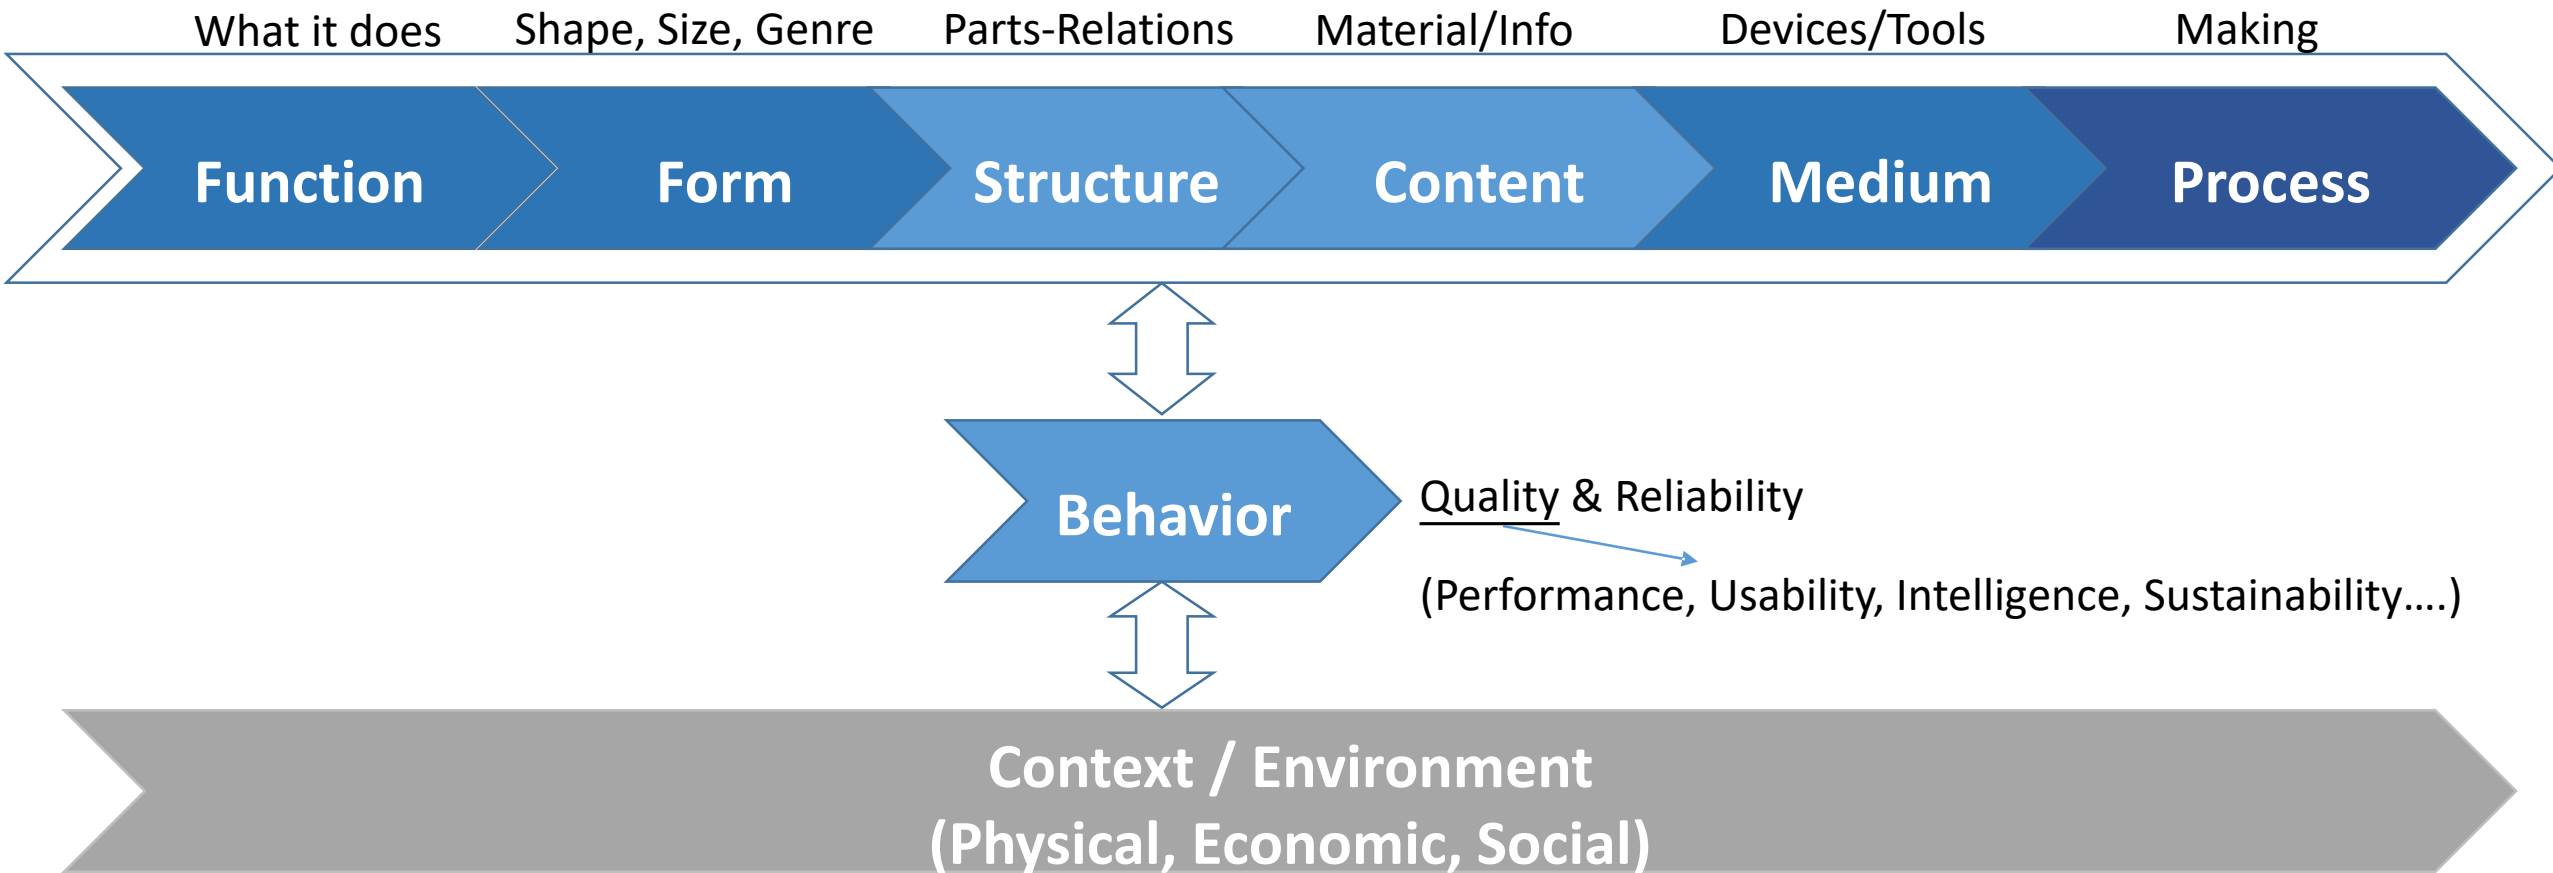 What it does Shape, Size, Genre Parts-Relations Material/Info Devices/Tools Making
Function Form Structure Content Medium Process
Behavior
Quality & Reliability
(Performance, Usability, Intelligence, Sustainability....)
Context / Environment
(Physical, Economic, Social)